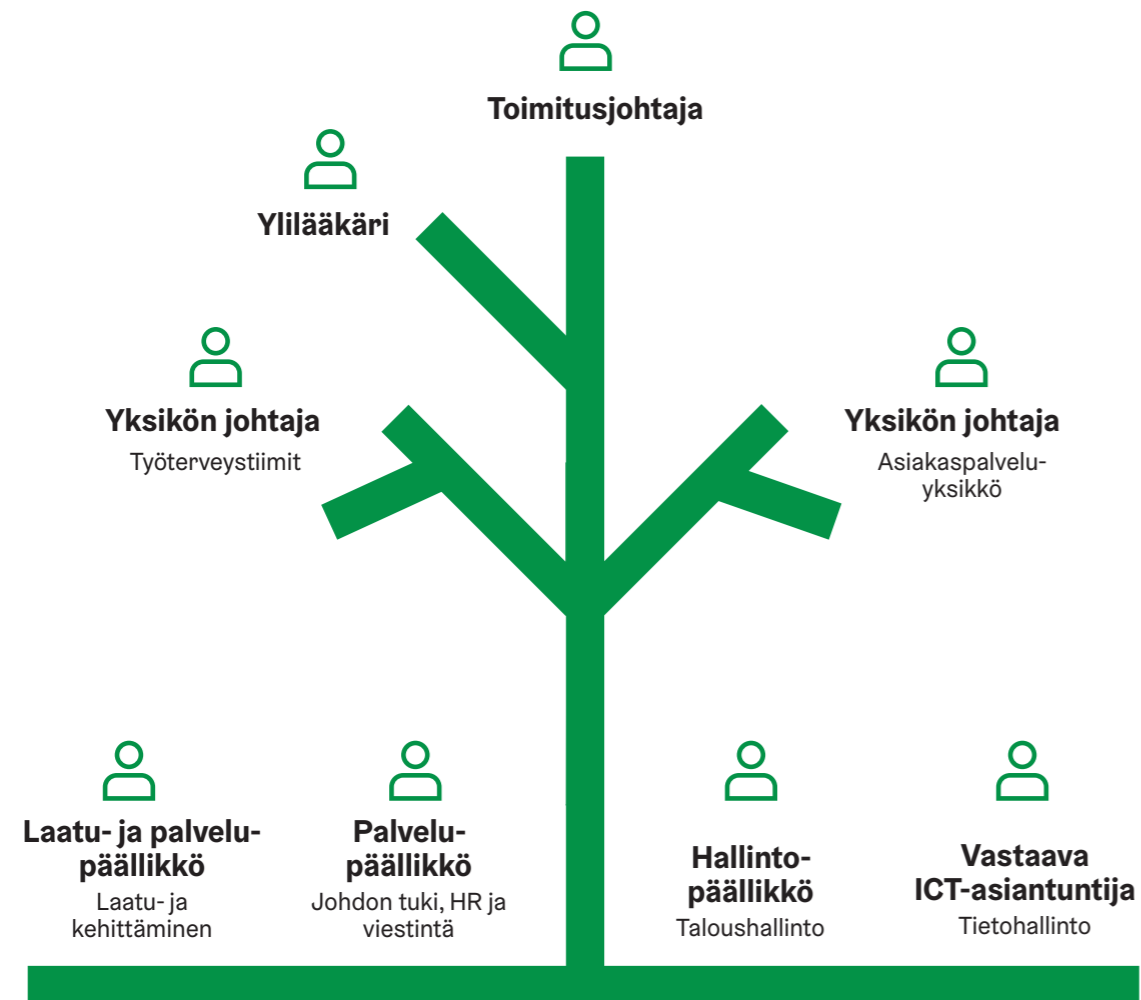 Toimitusjohtaja
Ylilääkäri
Yksikön johtaja
Työterveystiimit
Yksikön johtaja
Asiakaspalvelu-
yksikkö
Laatu- ja palvelu-
päällikkö
Laatu- ja
kehittäminen
Palvelu-
päällikkö
Johdon tuki, HR ja
viestintä
Hallinto-
päällikkö
Taloushallinto
Vastaava
ICT-asiantuntija
Tietohallinto